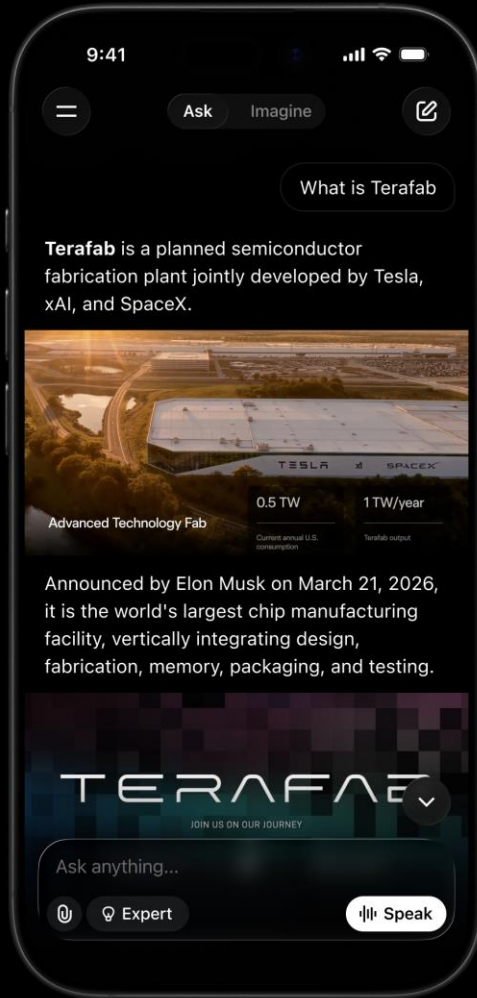 9:41
Ask Imagine
What is Terafab
Terafab is a planned semiconductor
fabrication plant jointly developed by Tesla,
xAI, and SpaceX.
TESLA xI SPACEX
Advanced Technology Fab
0.5 TW
Current annual U.S.
consumption
1 TW/year
Terafab output
Announced by Elon Musk on March 21, 2026,
it is the world's largest chip manufacturing
facility, vertically integrating design,
fabrication, memory, packaging, and testing.
TERAFAB
JOIN US ON OUR JOURNEY
Ask anything...
Expert
Speak